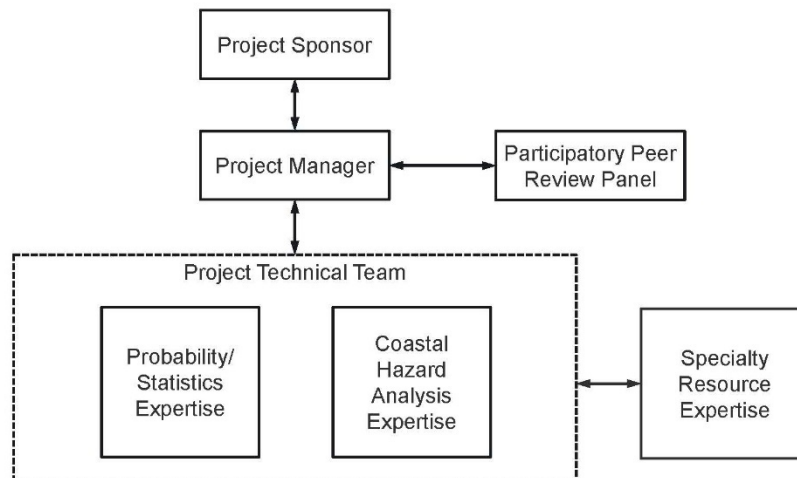 Project Sponsor
Project Manager
Participatory Peer
Review Panel
Project Technical Team
Probability/
Statistics
Expertise
Coastal
Hazard
Analysis
Expertise
Specialty
Resource
Expertise